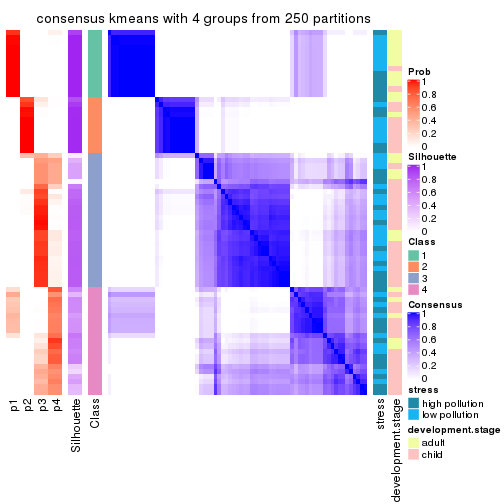 consensus kmeans with 4 groups from 250 partitions
Prob
1
0.8
0.6
0.4
0.2
0
Silhouette
1
0.8
0.6
0.4
0.2
0
Class
1
2
3
4
Consensus
1
0.8
0.6
0.4
0.2
0
stress
high pollution
low pollution
development.stage
adult
child
p1
p2
p3
p4
Silhouette
Class
stress
development.stage